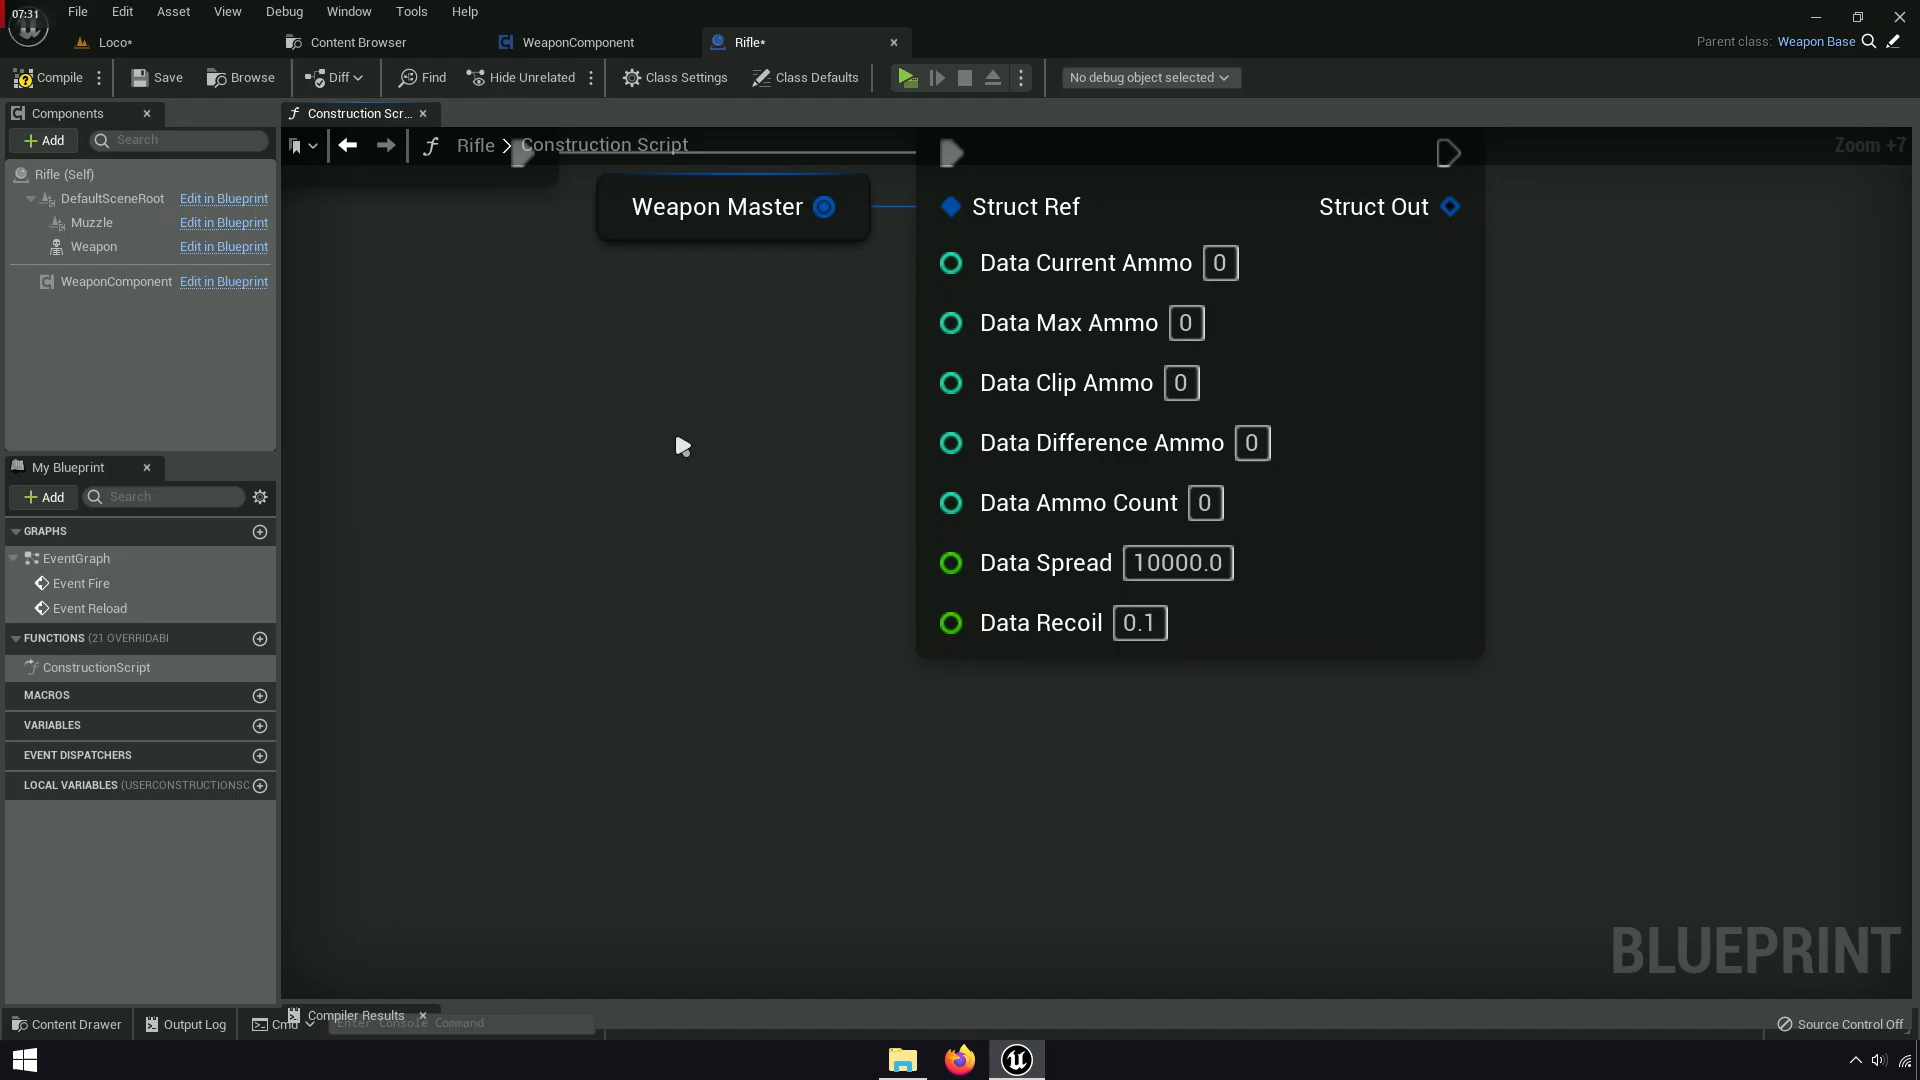 07:31
File Edit Asset View Debug Window Tools Help
Loco*
Content Browser
WeaponComponent
Rifle*
Parent class: Weapon Base
Compile
Save
Browse
Diff
Find
Hide Unrelated
Class Settings
Class Defaults
No debug object selected
Components
Construction Scr...
Add
Search
Rifle
Construction Script
Zoom +7
Rifle (Self)
DefaultSceneRoot Edit in Blueprint
Muzzle Edit in Blueprint
Weapon Edit in Blueprint
WeaponComponent Edit in Blueprint
Weapon Master
Struct Ref
Struct Out
Data Current Ammo 0
Data Max Ammo 0
Data Clip Ammo 0
Data Difference Ammo 0
Data Ammo Count 0
Data Spread 10000.0
Data Recoil 0.1
My Blueprint
Add
Search
GRAPHS
EventGraph
Event Fire
Event Reload
FUNCTIONS (21 OVERRIDABL
ConstructionScript
MACROS
VARIABLES
EVENT DISPATCHERS
LOCAL VARIABLES (USERCONSTRUCTIONSC
BLUEPRINT
Compiler Results
Content Drawer
Output Log
Cmd
Enter Console Command
Source Control Off